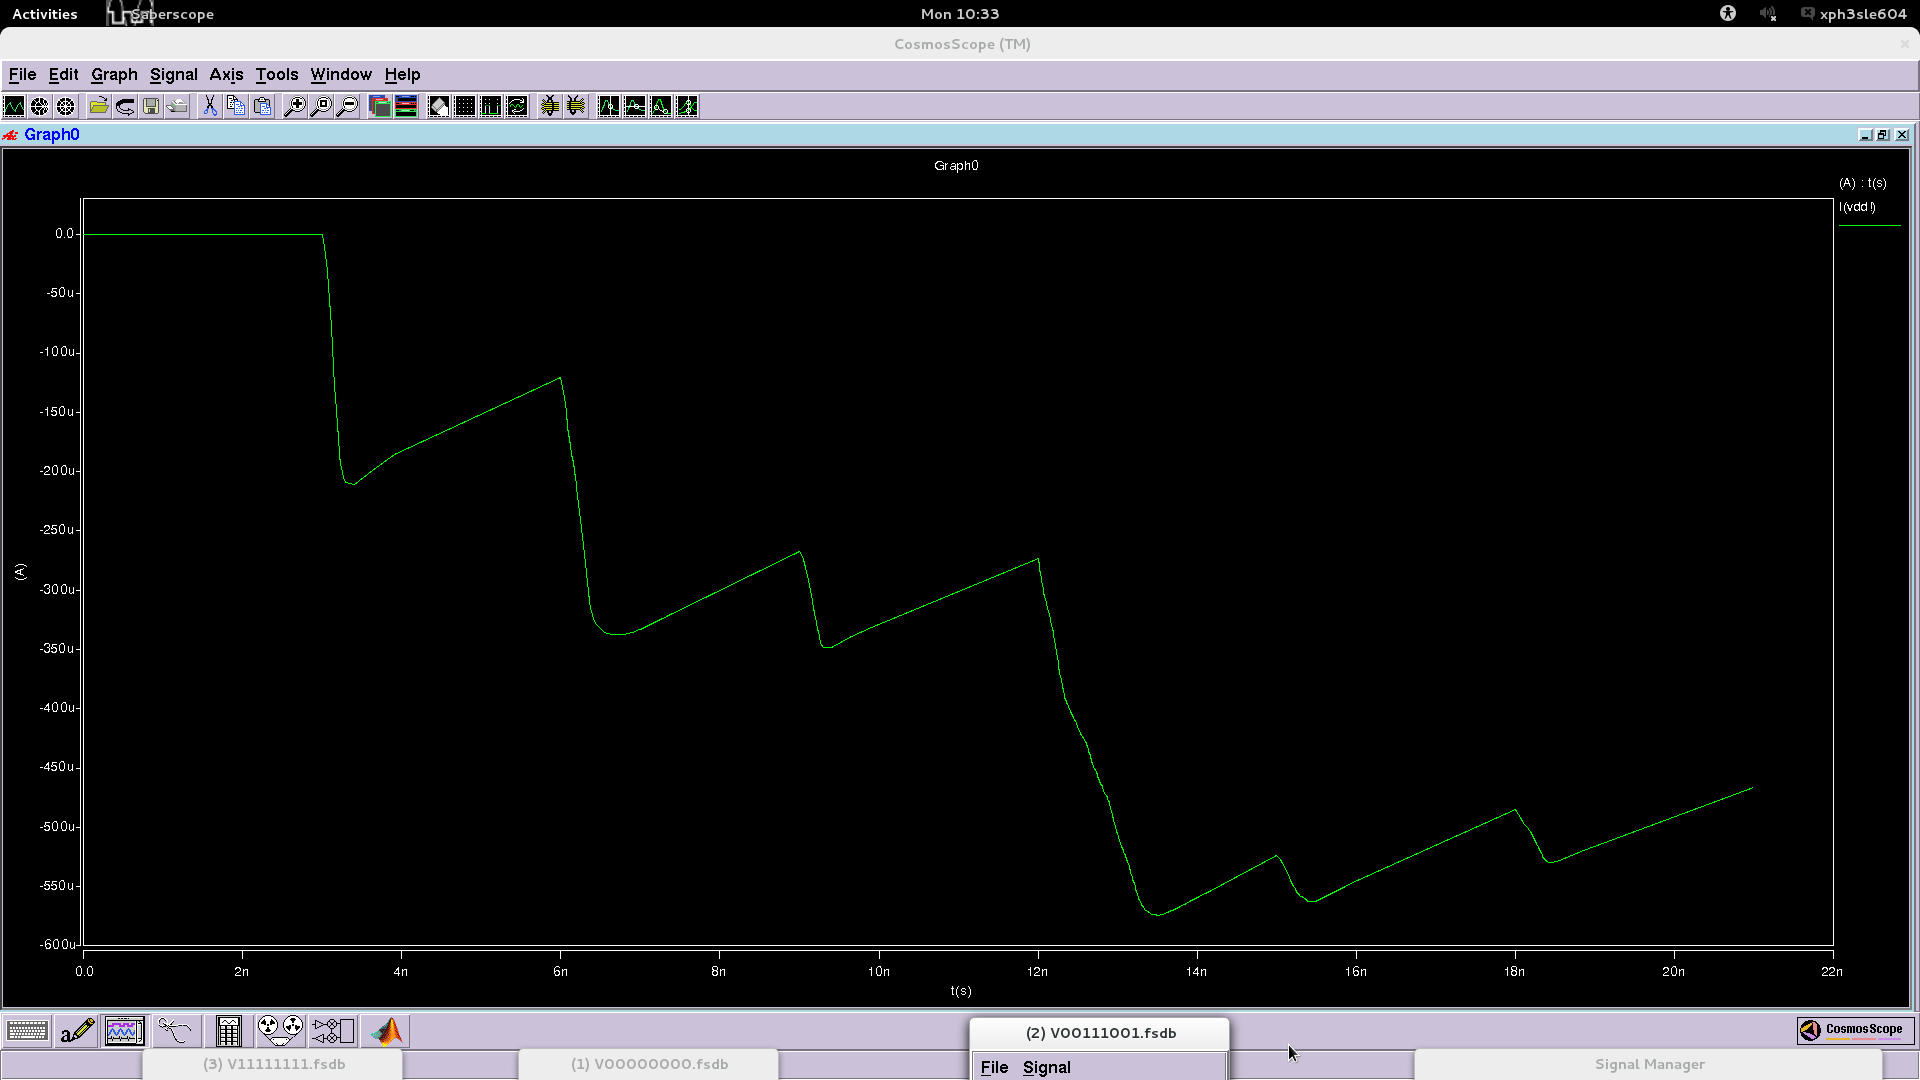 Activities Saberscope Mon 10:33 xph3sle604
CosmosScope (TM)
File Edit Graph Signal Axis Tools Window Help
Graph0
Graph0
(A) : t(s)
I(vdd!)
0.0
-50u
-100u
-150u
-200u
-250u
-300u
-350u
-400u
-450u
-500u
-550u
-600u
(A)
0.0 2n 4n 6n 8n 10n 12n 14n 16n 18n 20n 22n
t(s)
a
CosmosScope
(2) V00111001.fsdb
(3) V11111111.fsdb (1) V00000000.fsdb Signal Manager
File Signal